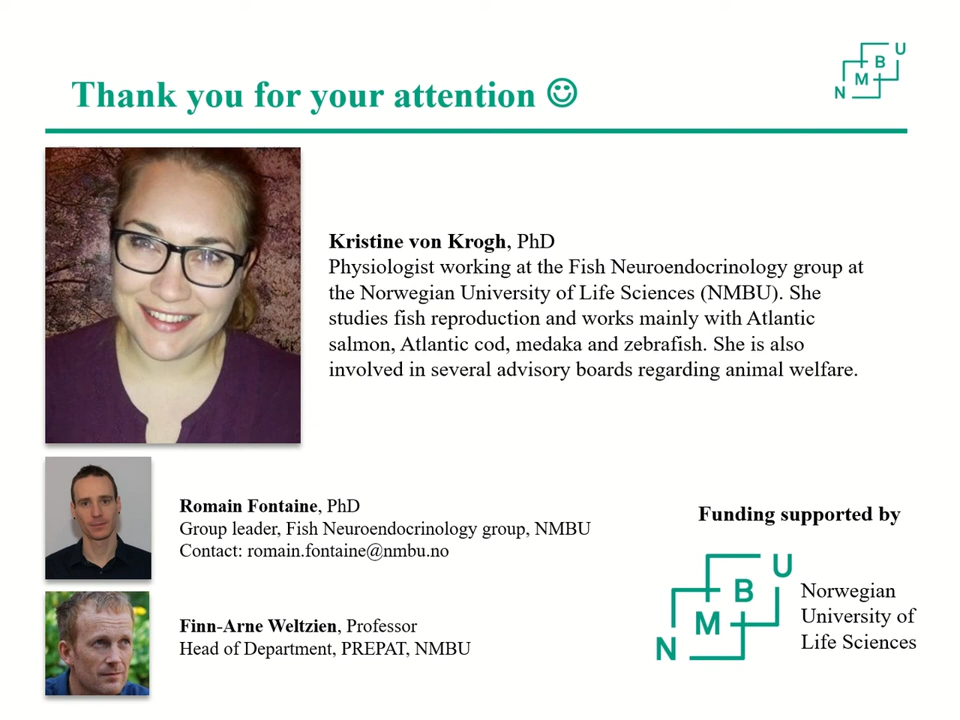 Thank you for your attention ☺
N M B U
Kristine von Krogh, PhD
Physiologist working at the Fish Neuroendocrinology group at
the Norwegian University of Life Sciences (NMBU). She
studies fish reproduction and works mainly with Atlantic
salmon, Atlantic cod, medaka and zebrafish. She is also
involved in several advisory boards regarding animal welfare.
Romain Fontaine, PhD
Group leader, Fish Neuroendocrinology group, NMBU
Contact: romain.fontaine@nmbu.no
Finn-Arne Weltzien, Professor
Head of Department, PREPAT, NMBU
Funding supported by
N M B U
Norwegian
University of
Life Sciences